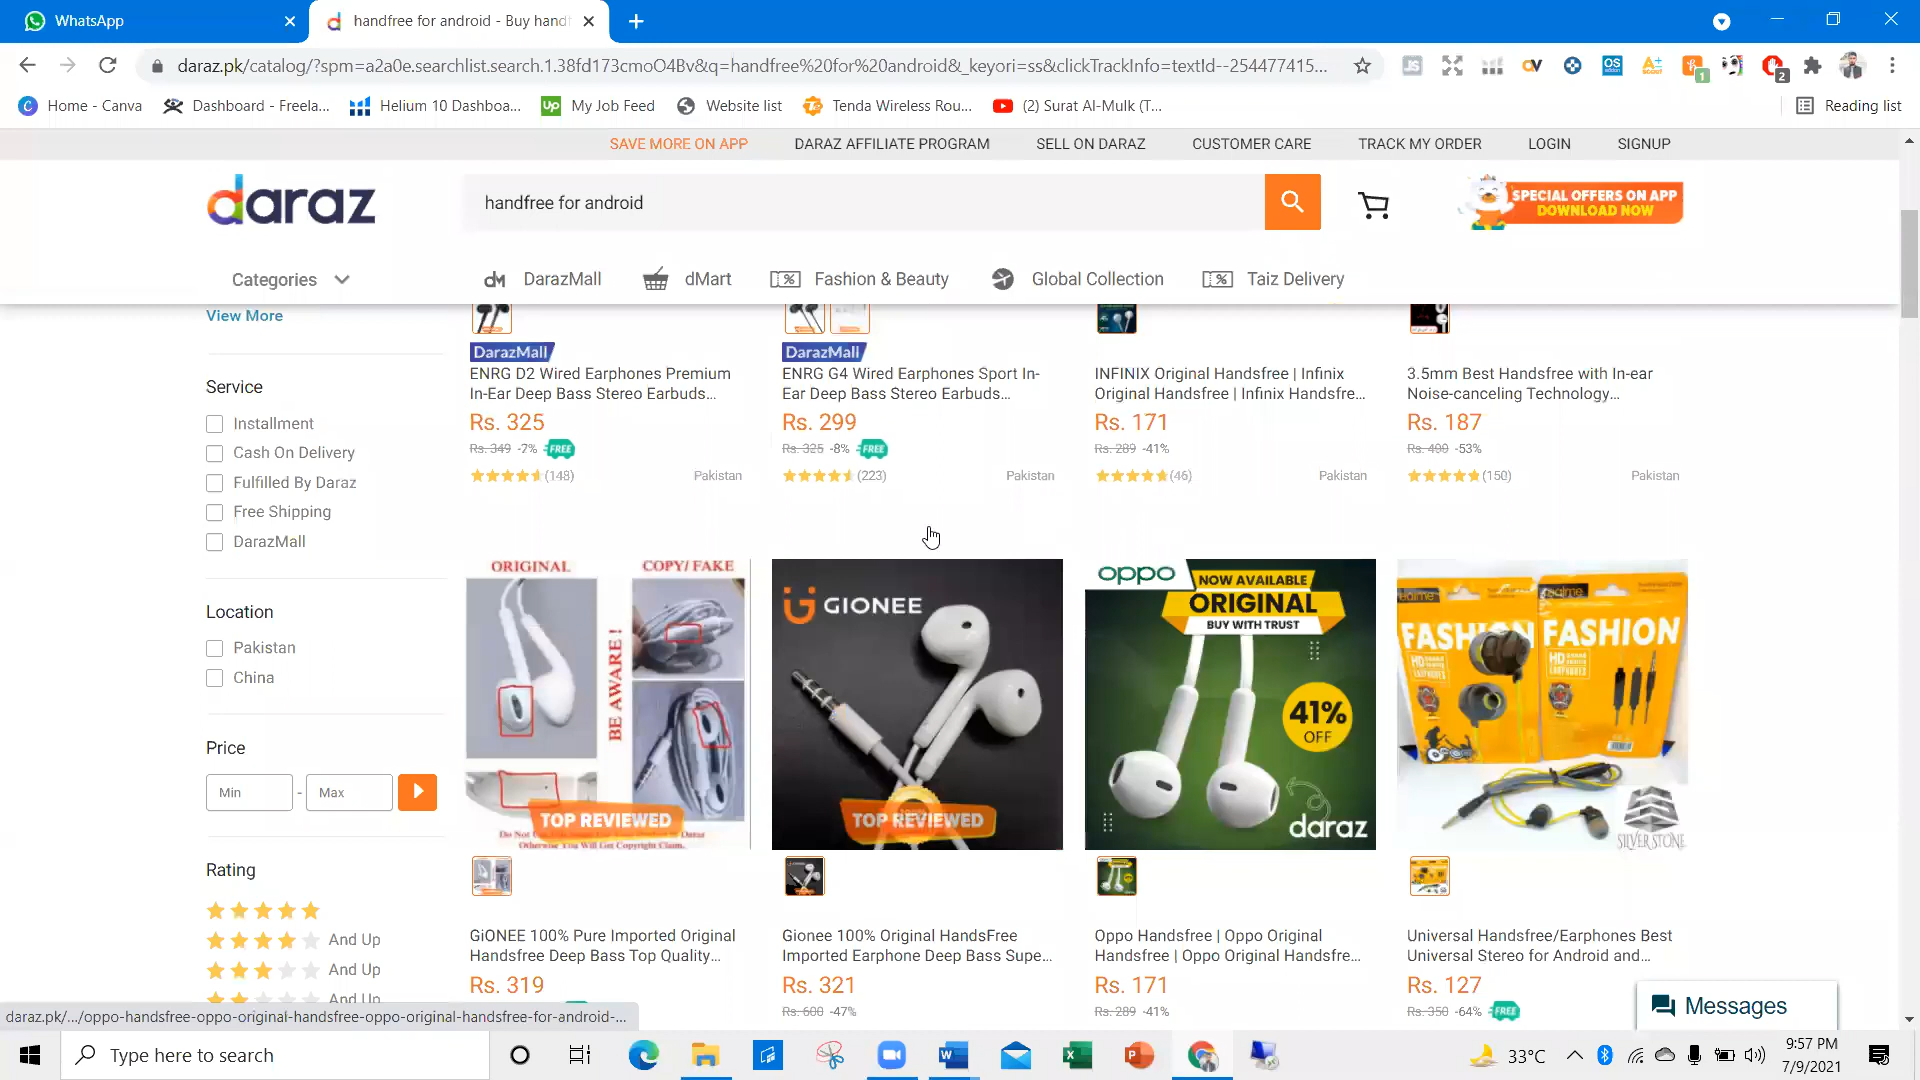 WhatsApp
handfree for android - Buy handf
daraz.pk/catalog/?spm=a2a0e.searchlist.search.1.38fd173cmoO4Bv&q=handfree%20for%20android&_keyori=ss&clickTrackInfo=textId--254477415...
Home - Canva
Dashboard - Freela...
Helium 10 Dashboa...
My Job Feed
Website list
Tenda Wireless Rou...
(2) Surat Al-Mulk (T...
Reading list
SAVE MORE ON APP
DARAZ AFFILIATE PROGRAM
SELL ON DARAZ
CUSTOMER CARE
TRACK MY ORDER
LOGIN
SIGNUP
daraz
handfree for android
SPECIAL OFFERS ON APP
DOWNLOAD NOW
Categories
DarazMall
dMart
Fashion & Beauty
Global Collection
Taiz Delivery
View More
Service
Installment
Cash On Delivery
Fulfilled By Daraz
Free Shipping
DarazMall
Location
Pakistan
China
Price
Min
-
Max
Rating
And Up
And Up
And Up
DarazMall
ENRG D2 Wired Earphones Premium
In-Ear Deep Bass Stereo Earbuds...
Rs. 325
Rs. 349 -7% FREE
(148)
Pakistan
DarazMall
ENRG G4 Wired Earphones Sport In-
Ear Deep Bass Stereo Earbuds...
Rs. 299
Rs. 325 -8% FREE
(223)
Pakistan
INFINIX Original Handsfree | Infinix
Original Handsfree | Infinix Handsfre...
Rs. 171
Rs. 289 -41%
(46)
Pakistan
3.5mm Best Handsfree with In-ear
Noise-canceling Technology...
Rs. 187
Rs. 400 -53%
(150)
Pakistan
ORIGINAL
COPY/ FAKE
BE AWARE !
TOP REVIEWED
Otherwise You Will Get Copyright Claim.
GiONEE 100% Pure Imported Original
Handsfree Deep Bass Top Quality...
Rs. 319
GIONEE
TOP REVIEWED
Gionee 100% Original HandsFree
Imported Earphone Deep Bass Supe...
Rs. 321
Rs. 600 -47%
oppo
NOW AVAILABLE
ORIGINAL
BUY WITH TRUST
41%
OFF
daraz
Oppo Handsfree | Oppo Original
Handsfree | Oppo Original Handsfre...
Rs. 171
Rs. 289 -41%
realme
realme
FASHION
FASHION
SILVER STONE
Universal Handsfree/Earphones Best
Universal Stereo for Android and...
Rs. 127
Rs. 350 -64% FREE
Messages
daraz.pk/.../oppo-handsfree-oppo-original-handsfree-oppo-original-handsfree-for-android-...
Type here to search
33°C
9:57 PM
7/9/2021